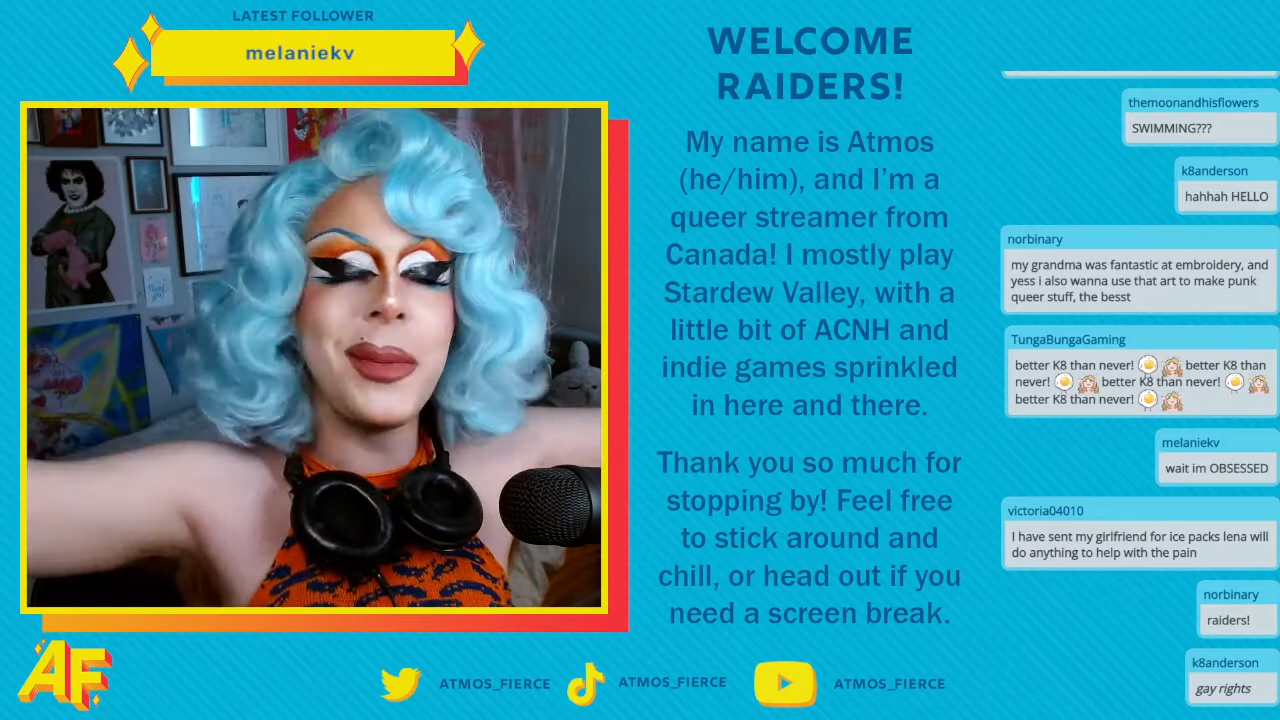 LATEST FOLLOWER
melaniekv
WELCOME
RAIDERS!
My name is Atmos
(he/him), and I’m a
queer streamer from
Canada! I mostly play
Stardew Valley, with a
little bit of ACNH and
indie games sprinkled
in here and there.
Thank you so much for
stopping by! Feel free
to stick around and
chill, or head out if you
need a screen break.
themoonandhisflowers
SWIMMING???
k8anderson
hahhah HELLO
norbinary
my grandma was fantastic at embroidery, and
yess i also wanna use that art to make punk
queer stuff, the besst
TungaBungaGaming
better K8 than never! better K8 than
never! better K8 than never!
better K8 than never!
melaniekv
wait im OBSESSED
victoria04010
I have sent my girlfriend for ice packs lena will
do anything to help with the pain
norbinary
raiders!
k8anderson
gay rights
AF
ATMOS_FIERCE
ATMOS_FIERCE
ATMOS_FIERCE